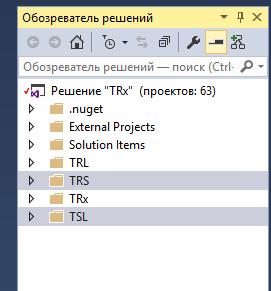 Обозреватель решений
Обозреватель решений — поиск (Ctrl+
Решение "TRx" (проектов: 63)
.nuget
External Projects
Solution Items
TRL
TRS
TRx
TSL